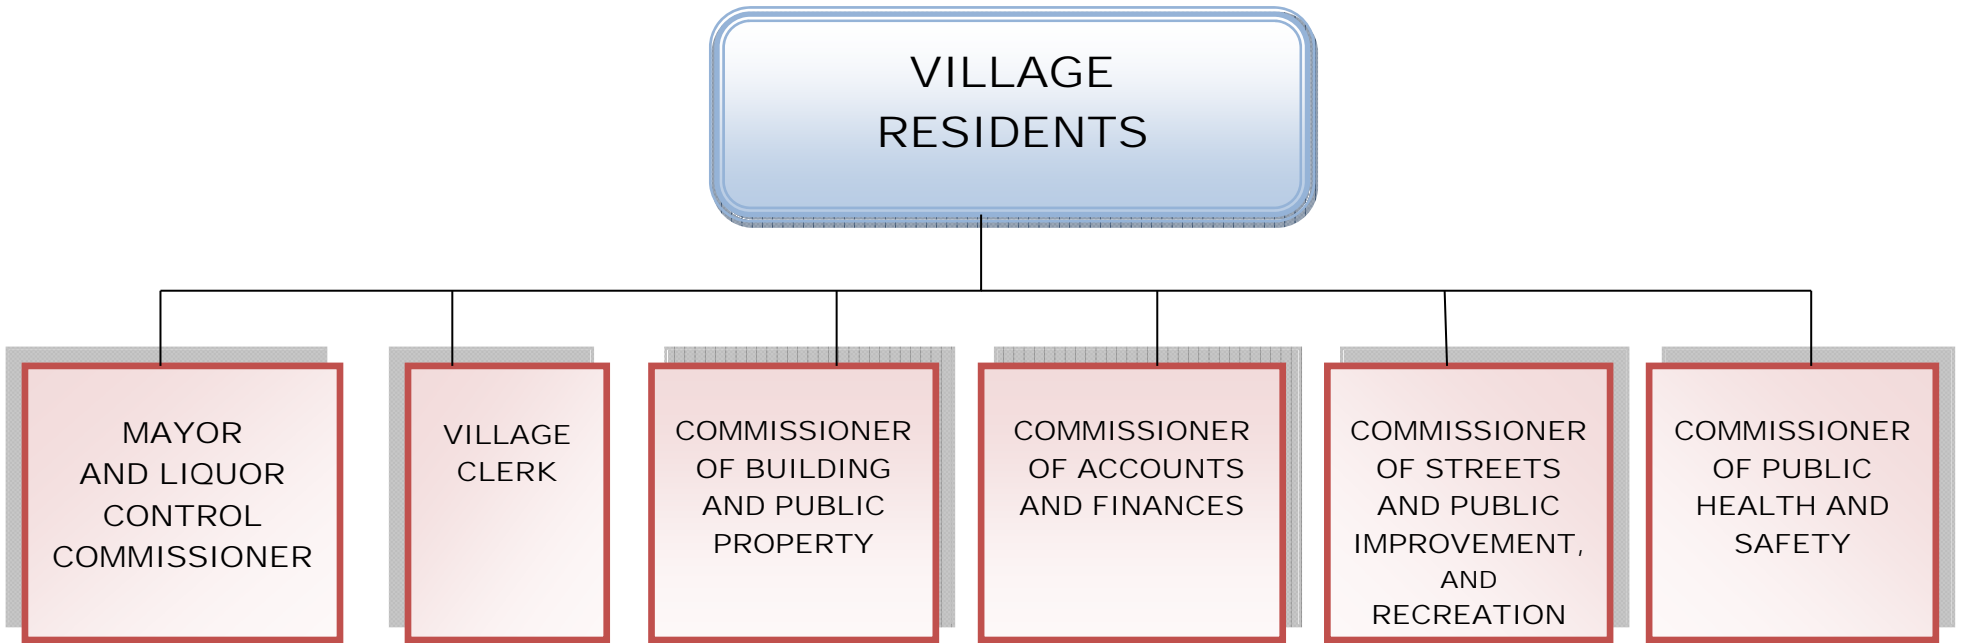 VILLAGE
RESIDENTS
MAYOR
AND LIQUOR
CONTROL
COMMISSIONER
VILLAGE
CLERK
COMMISSIONER
OF BUILDING
AND PUBLIC
PROPERTY
COMMISSIONER
OF ACCOUNTS
AND FINANCES
COMMISSIONER
OF STREETS
AND PUBLIC
IMPROVEMENT,
AND
RECREATION
COMMISSIONER
OF PUBLIC
HEALTH AND
SAFETY